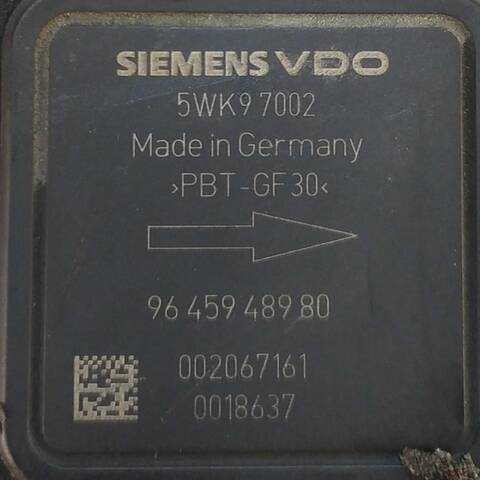 SIEMENS VDO
5WK9 7002
Made in Germany
>PBT-GF30<
96 459 489 80
002067161
0018637